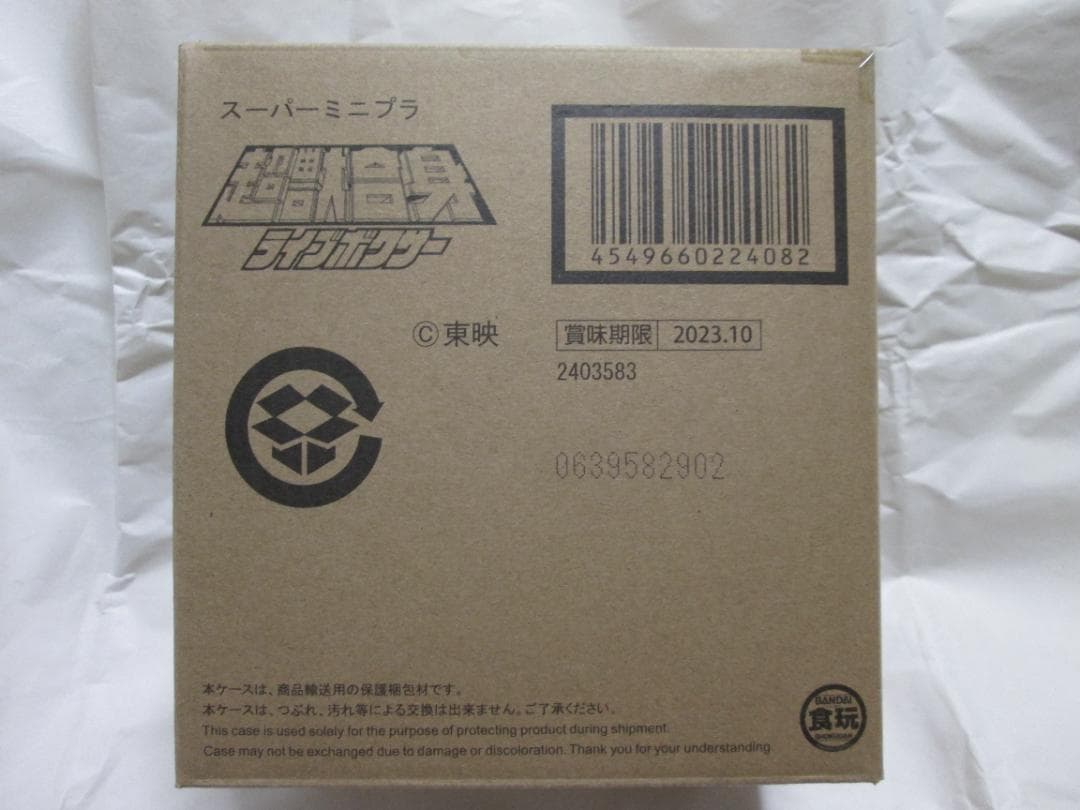 スーパーミニプラ
超獣合身
ライブボクサー
4549660224082
©東映
賞味期限 2023.10
2403583
0639582902
本ケースは、商品輸送用の保護梱包材です。
本ケースは、つぶれ、汚れ等による交換は出来ません。ご了承ください。
This case is used solely for the purpose of protecting product during shipment.
Case may not be exchanged due to damage or discoloration. Thank you for your understanding
BANDAI
食玩
SHOKUGAN